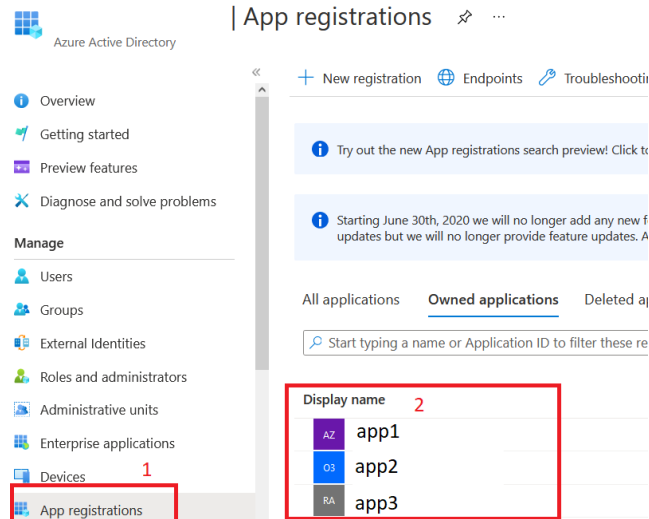 | App registrations
Azure Active Directory
Overview
Getting started
Preview features
Diagnose and solve problems
Manage
Users
Groups
External Identities
Roles and administrators
Administrative units
Enterprise applications
Devices
1
App registrations
New registration
Endpoints
Try out the new App registrations search preview! Click
Starting June 30th, 2020 we will no longer add any new
updates but we will no longer provide feature updates.
All applications
Owned applications
Deleted
Start typing a name or Application ID to filter these
Display name
2
AZ app1
03 app2
RA app3